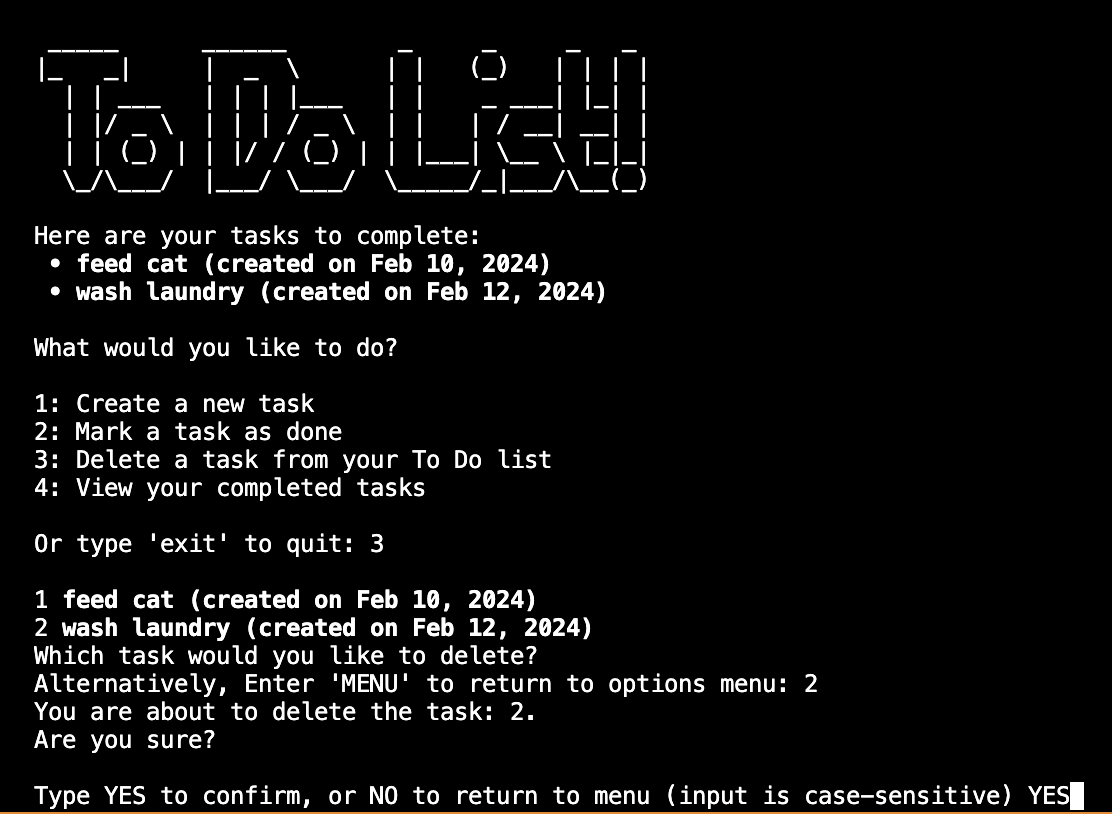 To Do List!
Here are your tasks to complete:
• feed cat (created on Feb 10, 2024)
• wash laundry (created on Feb 12, 2024)
What would you like to do?
1: Create a new task
2: Mark a task as done
3: Delete a task from your To Do list
4: View your completed tasks
Or type 'exit' to quit: 3
1 feed cat (created on Feb 10, 2024)
2 wash laundry (created on Feb 12, 2024)
Which task would you like to delete?
Alternatively, Enter 'MENU' to return to options menu: 2
You are about to delete the task: 2.
Are you sure?
Type YES to confirm, or NO to return to menu (input is case-sensitive) YES